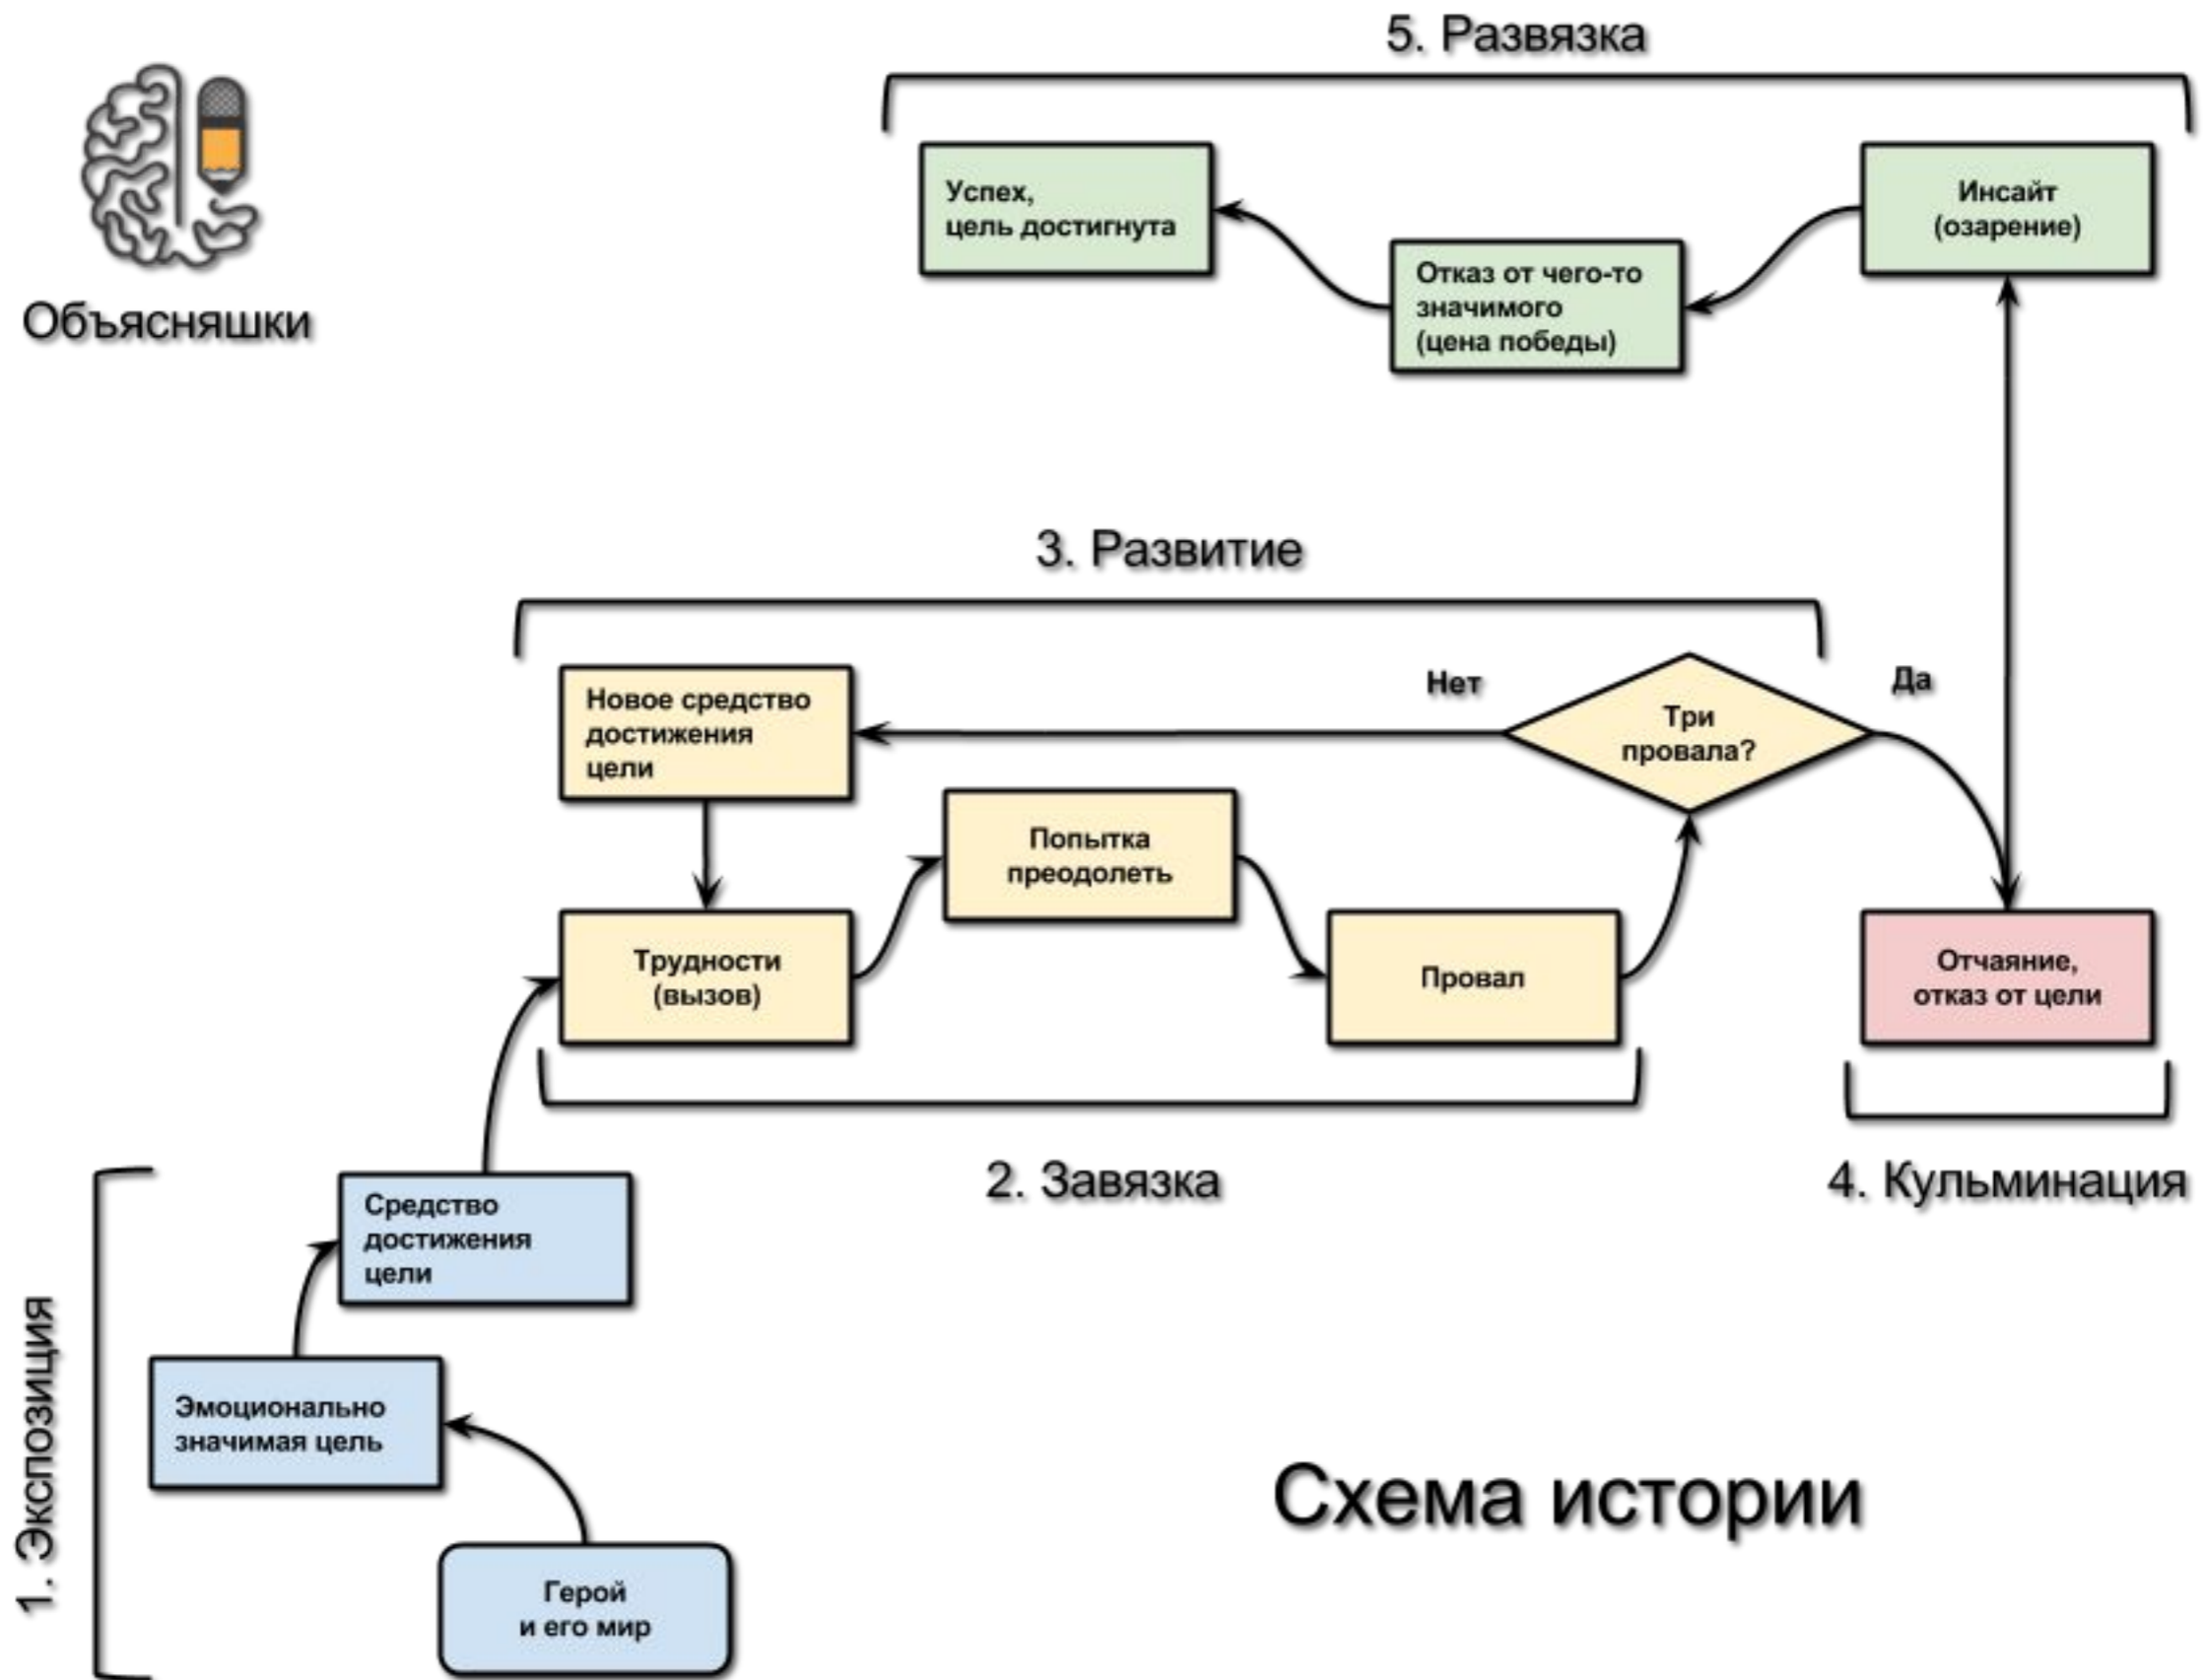 5. Развязка
Объясняшки
Успех,
цель достигнута
Отказ от чего-то
значимого
(цена победы)
Инсайт
(озарение)
3. Развитие
Новое средство
достижения
цели
Нет
Три
провала?
Да
Попытка
преодолеть
Трудности
(вызов)
Провал
Отчаяние,
отказ от цели
2. Завязка
4. Кульминация
1. Экспозиция
Средство
достижения
цели
Эмоционально
значимая цель
Герой
и его мир
Схема истории